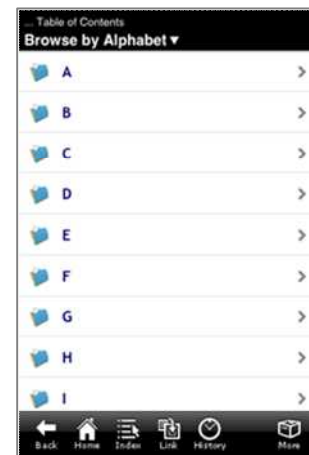 ... Table of Contents
Browse by Alphabet ▾
A
B
C
D
E
F
G
H
I
Back Home Index Link History More